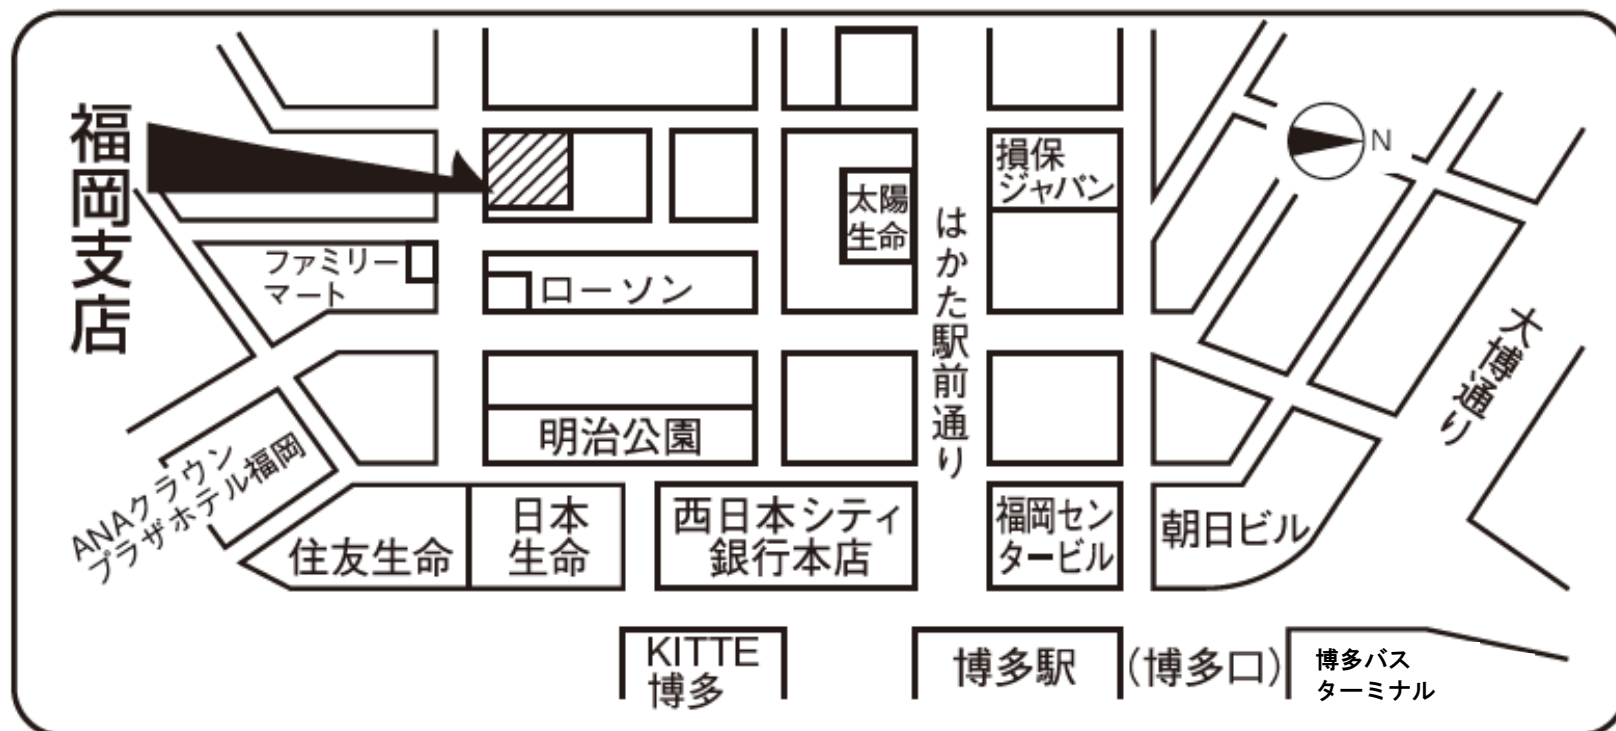 福岡支店
N
損保
ジャパン
太陽
生命
はかた駅前通り
ファミリー
マート
ローソン
大博通り
明治公園
ANAクラウン
プラザホテル福岡
住友生命
日本
生命
西日本シティ
銀行本店
福岡セン
タービル
朝日ビル
KITTE
博多
博多駅
(博多口)
博多バス
ターミナル